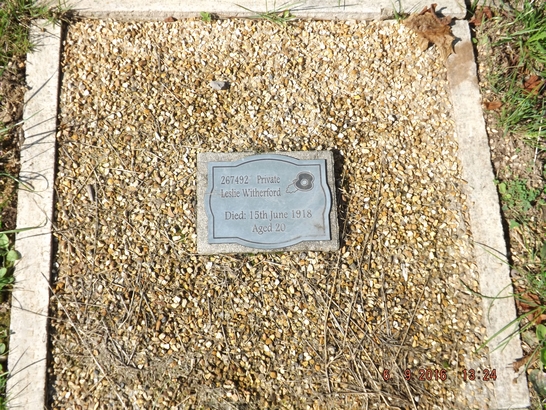 267492 Private
Leslie Witherford
Died: 15th June 1918
Aged 20
8 9 2016 13:24